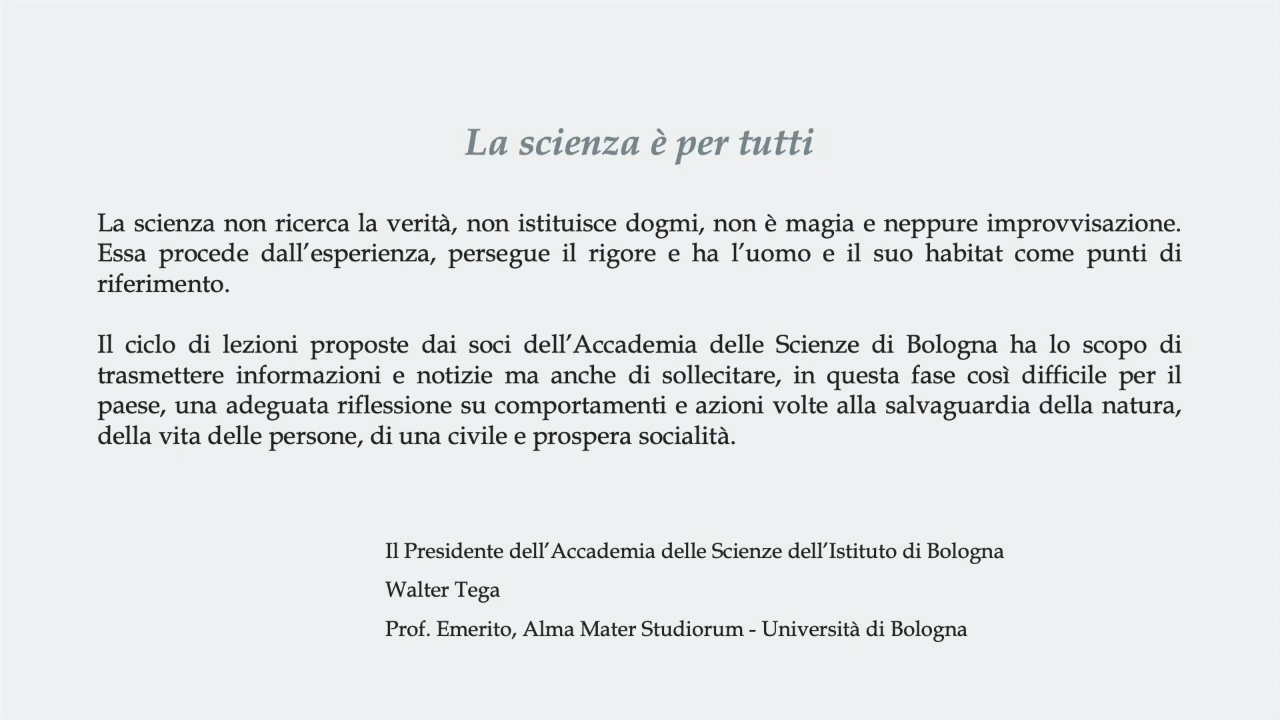 La scienza è per tutti
La scienza non ricerca la verità, non istituisce dogmi, non è magia e neppure improvvisazione.
Essa procede dall’esperienza, persegue il rigore e ha l’uomo e il suo habitat come punti di
riferimento.
Il ciclo di lezioni proposte dai soci dell’Accademia delle Scienze di Bologna ha lo scopo di
trasmettere informazioni e notizie ma anche di sollecitare, in questa fase così difficile per il
paese, una adeguata riflessione su comportamenti e azioni volte alla salvaguardia della natura,
della vita delle persone, di una civile e prospera socialità.
Il Presidente dell’Accademia delle Scienze dell’Istituto di Bologna
Walter Tega
Prof. Emerito, Alma Mater Studiorum - Università di Bologna